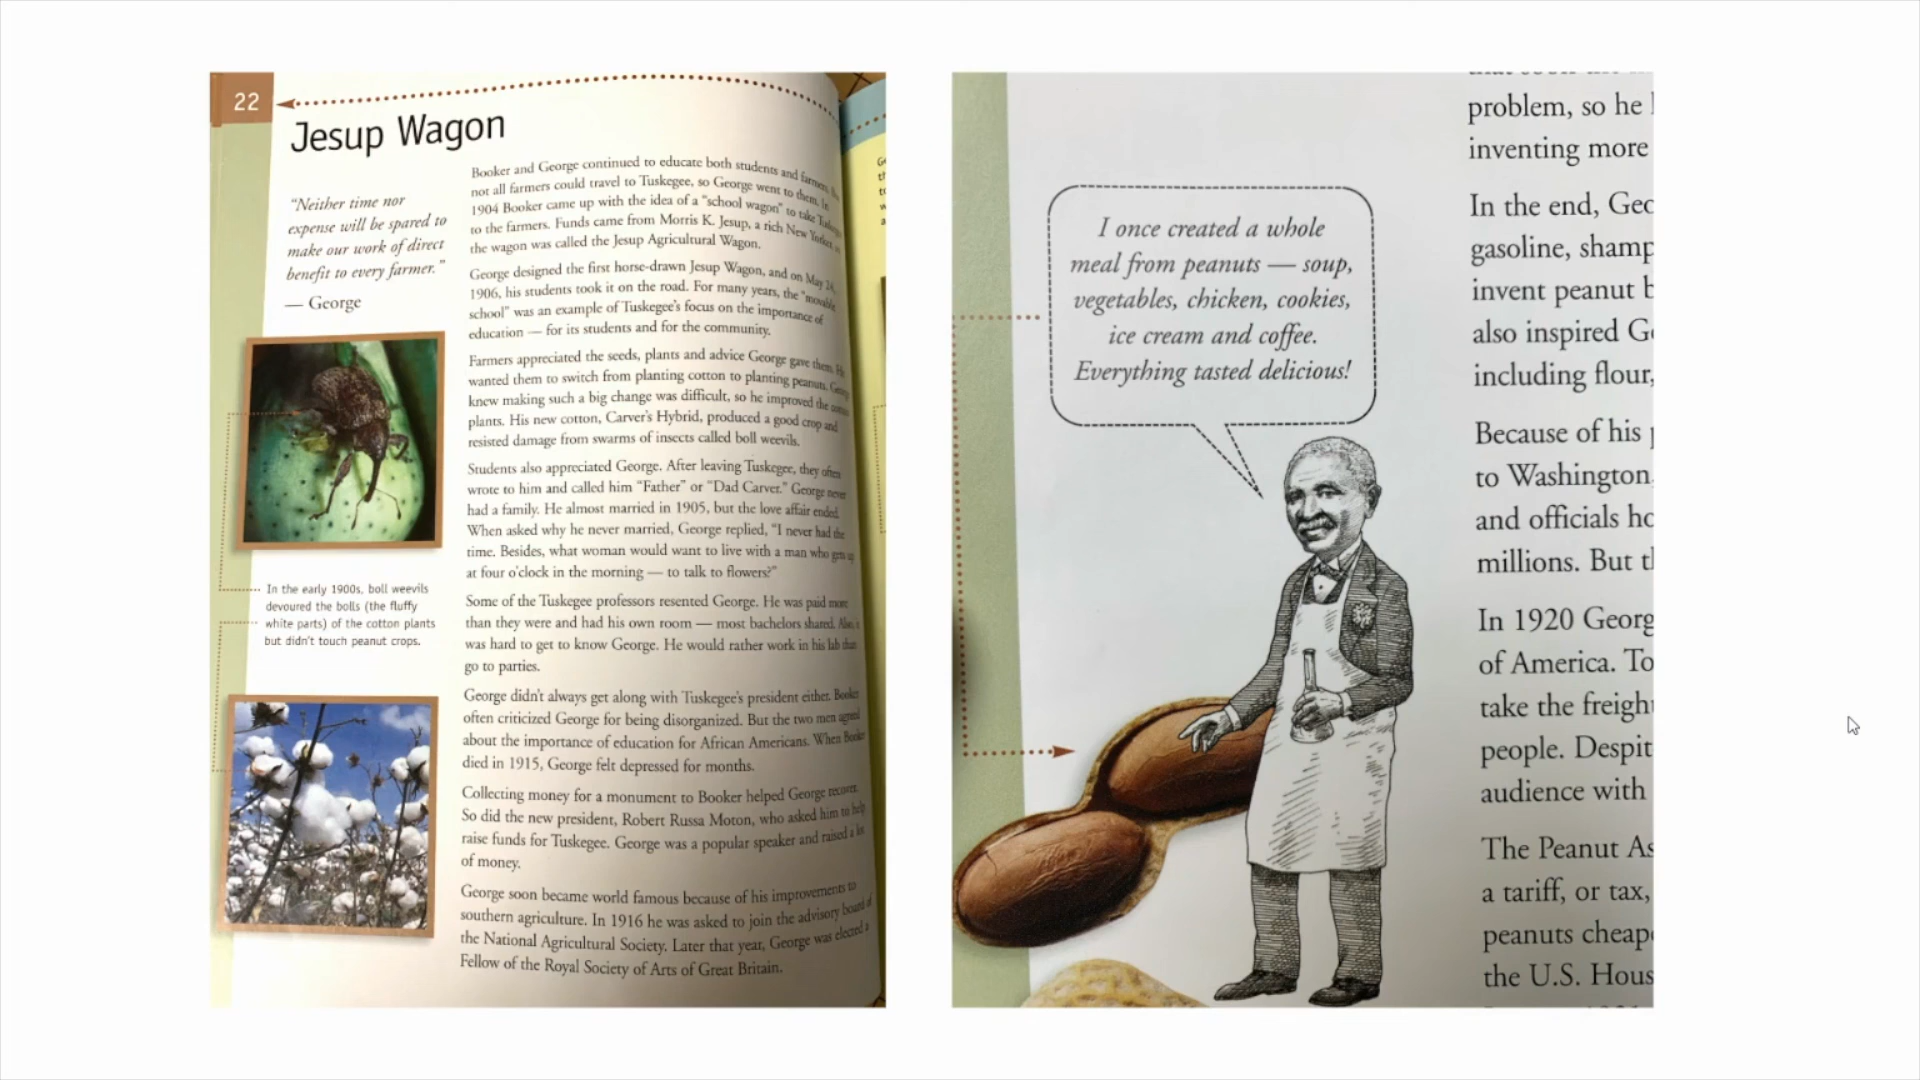 22
Jesup Wagon
"Neither time nor
expense will be spared to
make our work of direct
benefit to every farmer."
— George
In the early 1900s, boll weevils
devoured the bolls (the fluffy
white parts) of the cotton plants
but didn't touch peanut crops.
Booker and George continued to educate both students and farmers.
not all farmers could travel to Tuskegee, so George went to them. In
1904 Booker came up with the idea of a "school wagon" to take
to the farmers. Funds came from Morris K. Jesup, a rich New Yorker,
the wagon was called the Jesup Agricultural Wagon.
George designed the first horse-drawn Jesup Wagon, and on May 24,
1906, his students took it on the road. For many years, the "movable
school" was an example of Tuskegee's focus on the importance of
education — for its students and for the community.
Farmers appreciated the seeds, plants and advice George gave them. He
wanted them to switch from planting cotton to planting peanuts. George
knew making such a big change was difficult, so he improved the cotton
plants. His new cotton, Carver's Hybrid, produced a good crop and
resisted damage from swarms of insects called boll weevils.
Students also appreciated George. After leaving Tuskegee, they often
wrote to him and called him "Father" or "Dad Carver." George never
had a family. He almost married in 1905, but the love affair ended.
When asked why he never married, George replied, "I never had the
time. Besides, what woman would want to live with a man who gets up
at four o'clock in the morning — to talk to flowers?"
Some of the Tuskegee professors resented George. He was paid more
than they were and had his own room — most bachelors shared. Also, it
was hard to get to know George. He would rather work in his lab than
go to parties.
George didn't always get along with Tuskegee's president either. Booker
often criticized George for being disorganized. But the two men agreed
about the importance of education for African Americans. When Booker
died in 1915, George felt depressed for months.
Collecting money for a monument to Booker helped George recover.
So did the new president, Robert Russa Moton, who asked him to help
raise funds for Tuskegee. George was a popular speaker and raised a lot
of money.
George soon became world famous because of his improvements to
southern agriculture. In 1916 he was asked to join the advisory board of
the National Agricultural Society. Later that year, George was elected a
Fellow of the Royal Society of Arts of Great Britain.
I once created a whole
meal from peanuts — soup,
vegetables, chicken, cookies,
ice cream and coffee.
Everything tasted delicious!
problem, so he
inventing more
In the end, Geo
gasoline, shamp
invent peanut b
also inspired G
including flour,
Because of his
to Washington,
and officials ho
millions. But t
In 1920 Georg
of America. To
take the freigh
people. Despit
audience with
The Peanut As
a tariff, or tax,
peanuts cheap
the U.S. Hous